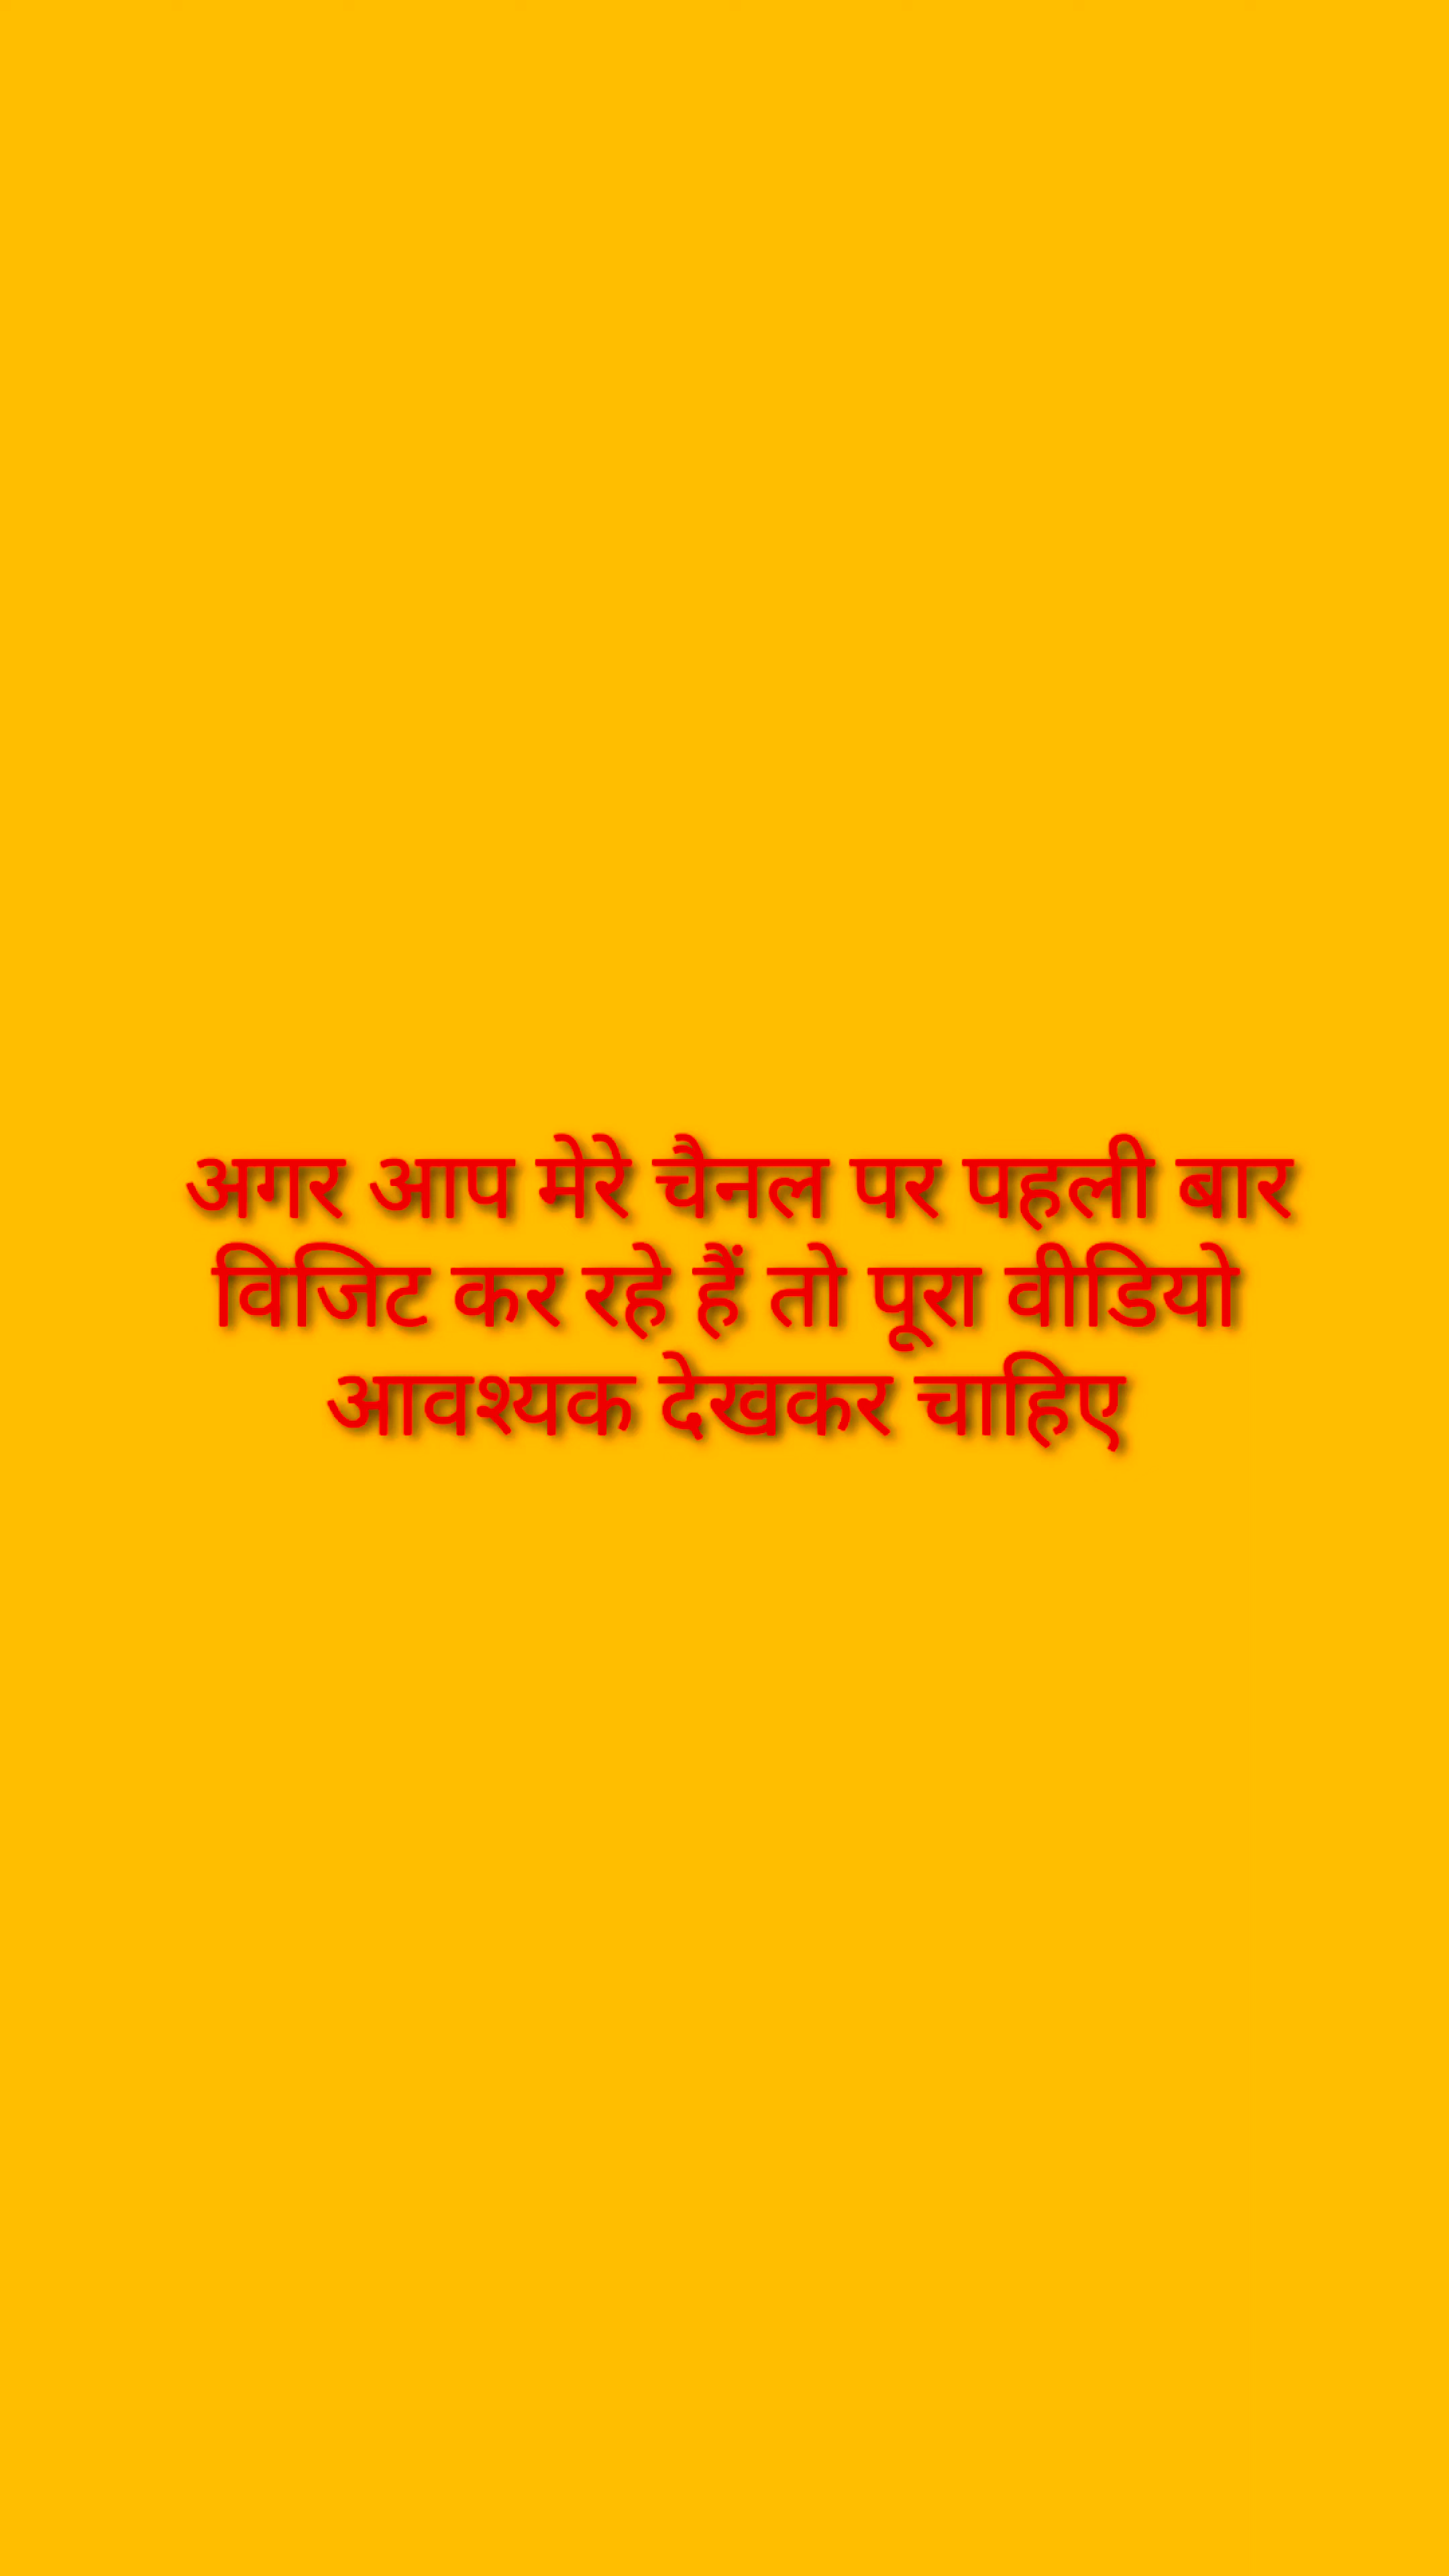 अगर आप मेरे चैनल पर पहली बार
विजिट कर रहे हैं तो पूरा वीडियो
आवश्यक देखकर चाहिए